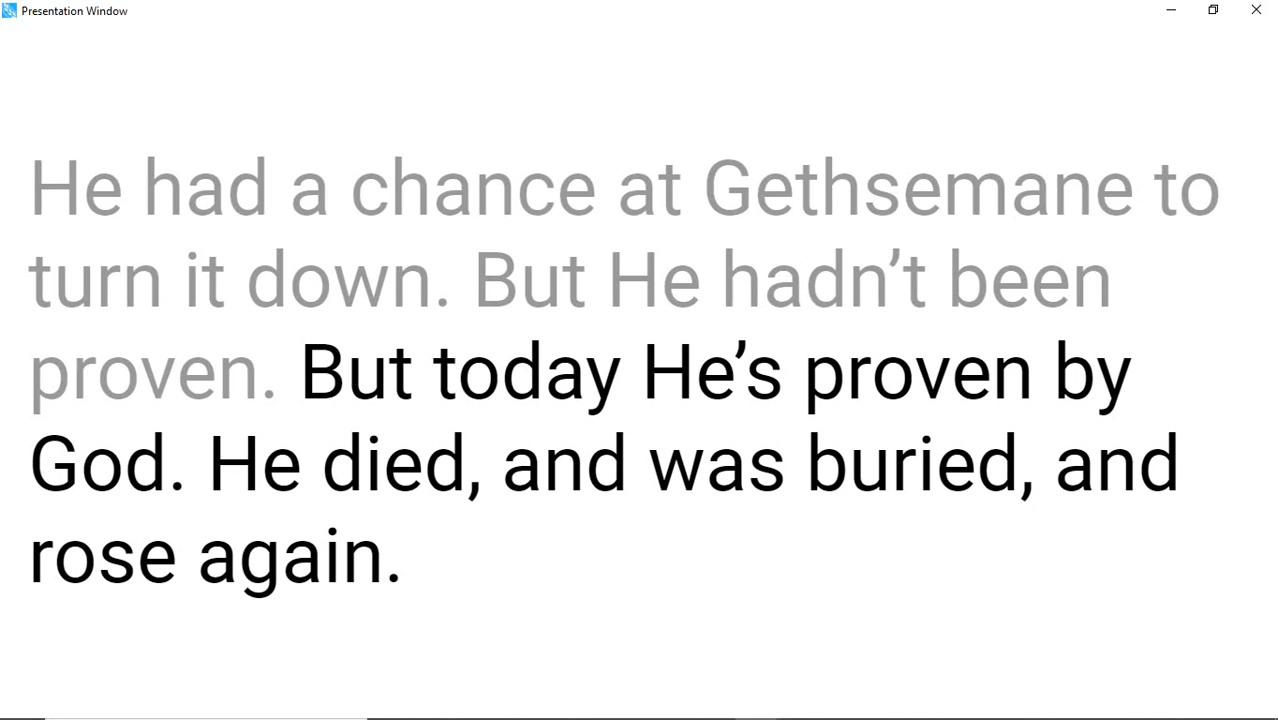 Presentation Window
He had a chance at Gethsemane to
turn it down. But He hadn’t been
proven. But today He’s proven by
God. He died, and was buried, and
rose again.